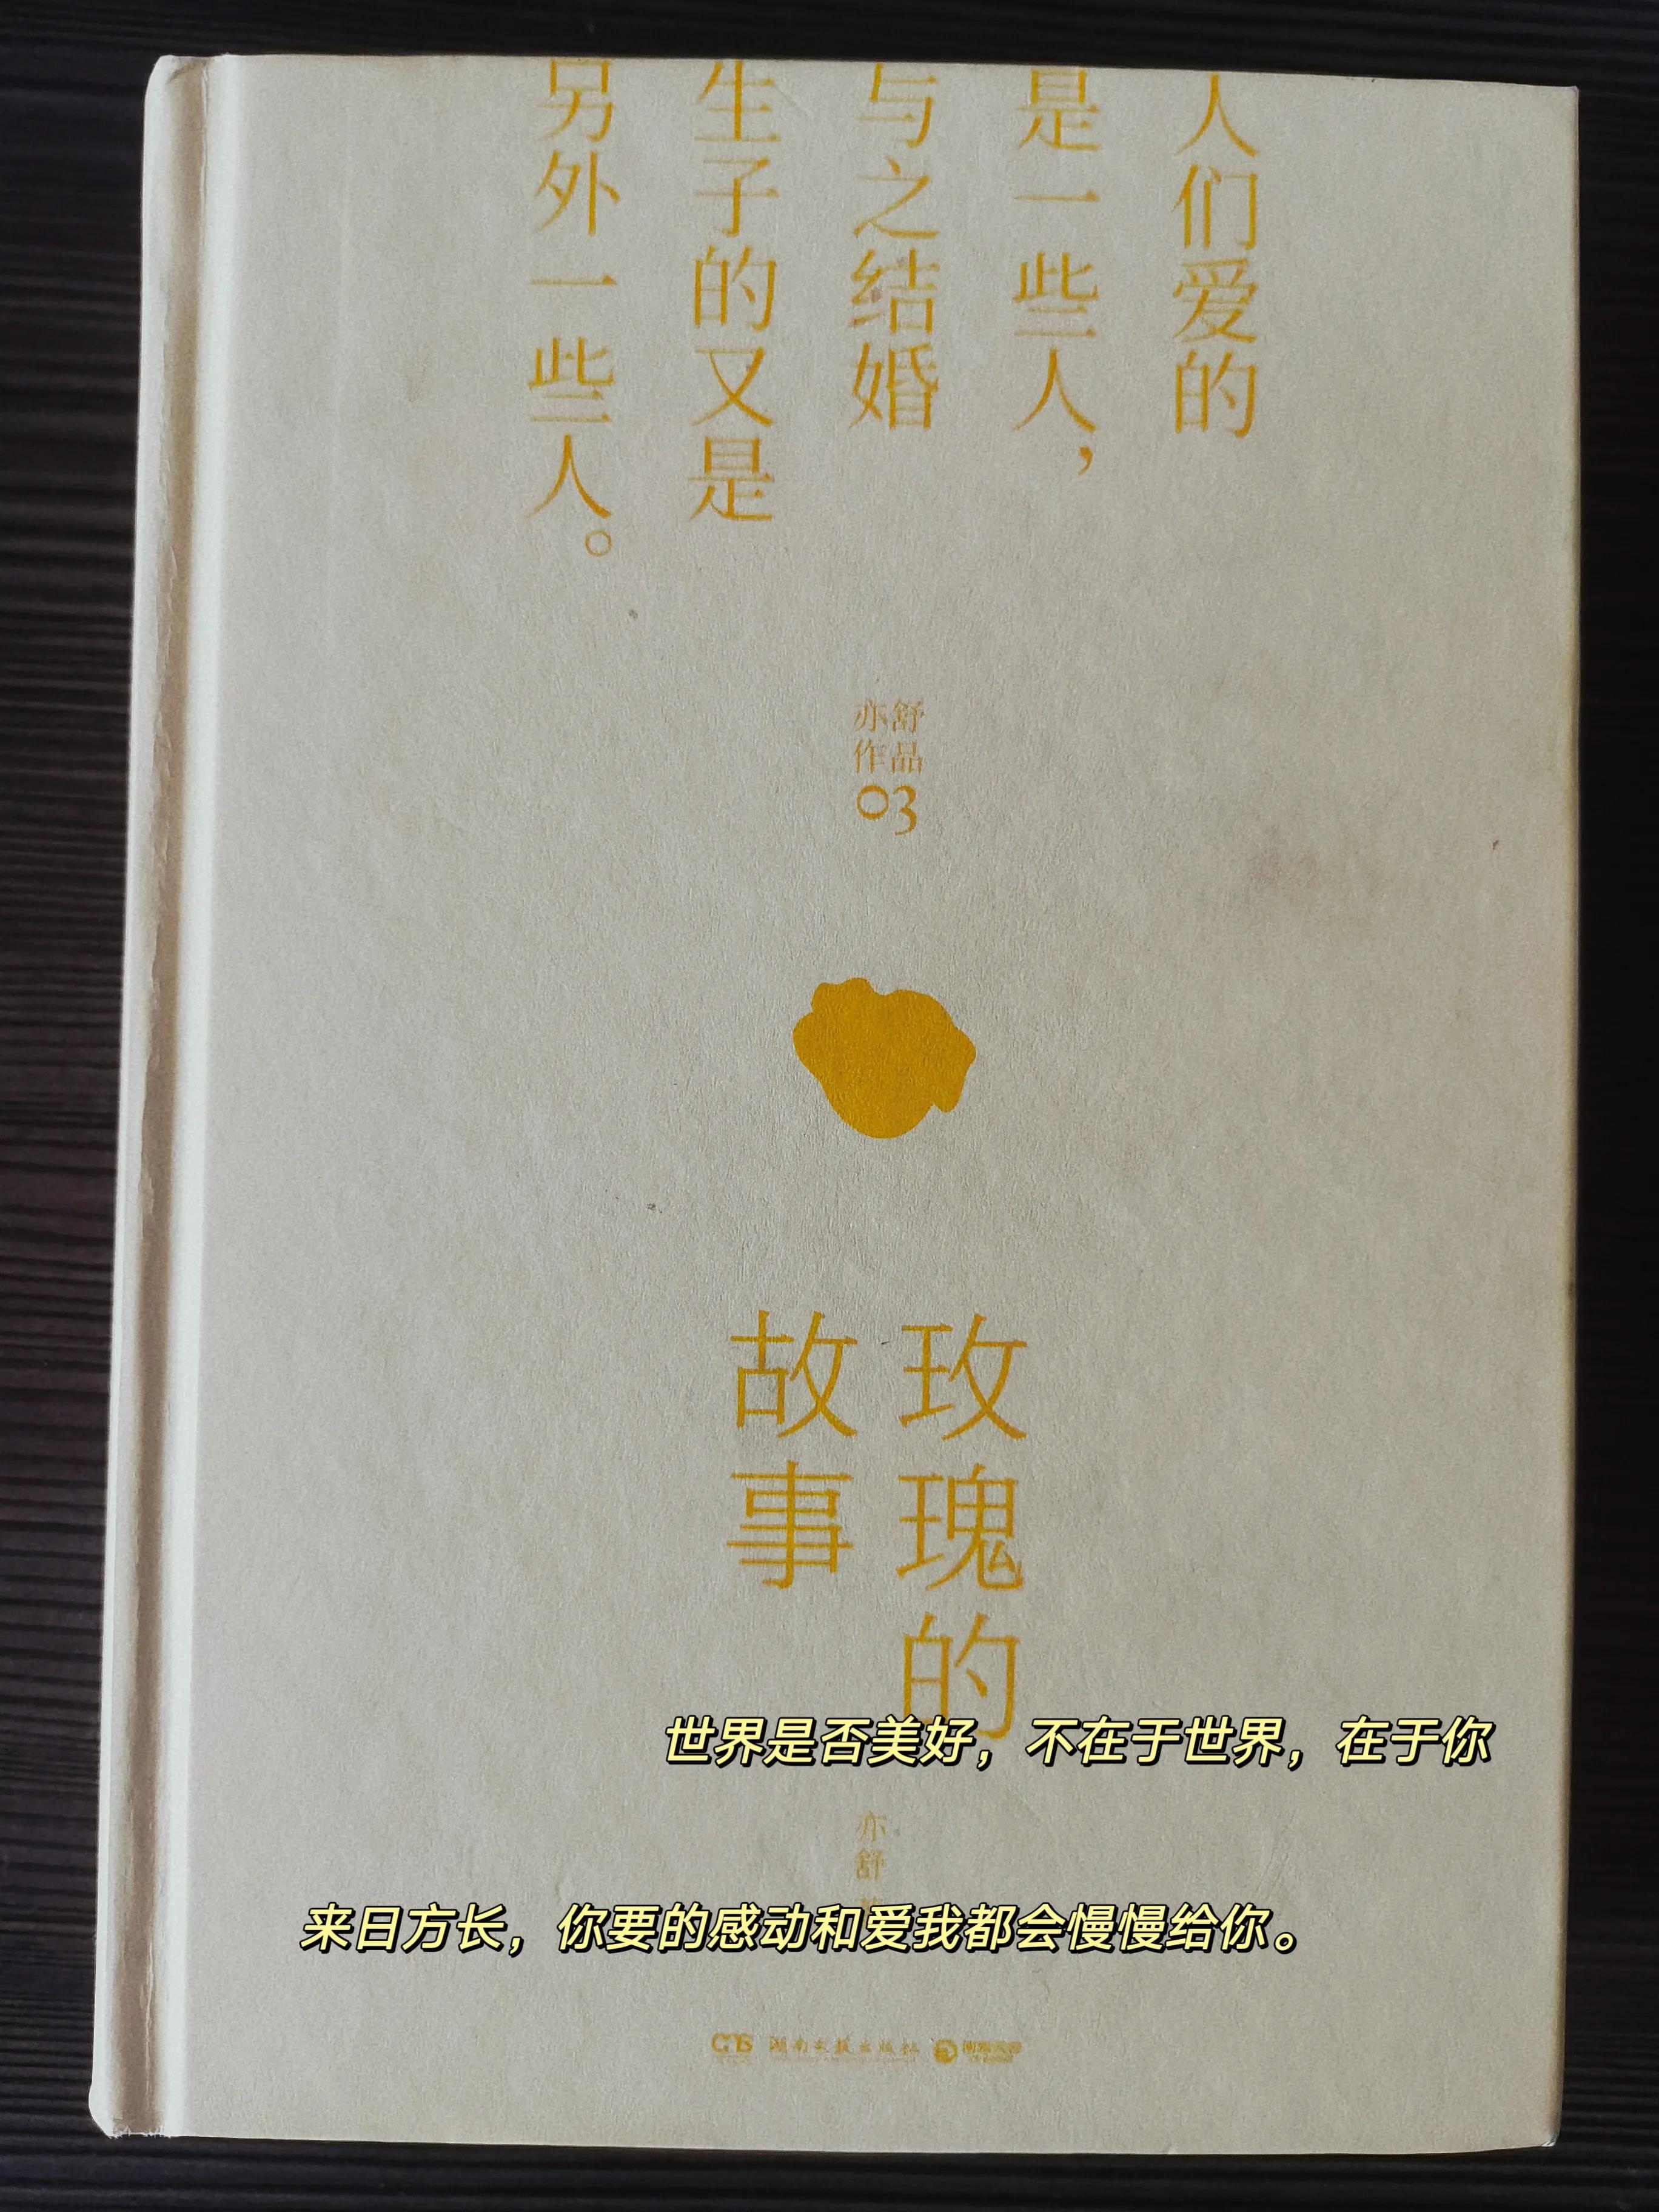 人们爱的
是一些人，
与之结婚
生子的又是
另外一些人。
亦舒
作品
03
玫瑰的
故事
世界是否美好，不在于世界，在于你
亦舒
来日方长，你要的感动和爱我都会慢慢给你。
湖南文艺出版社